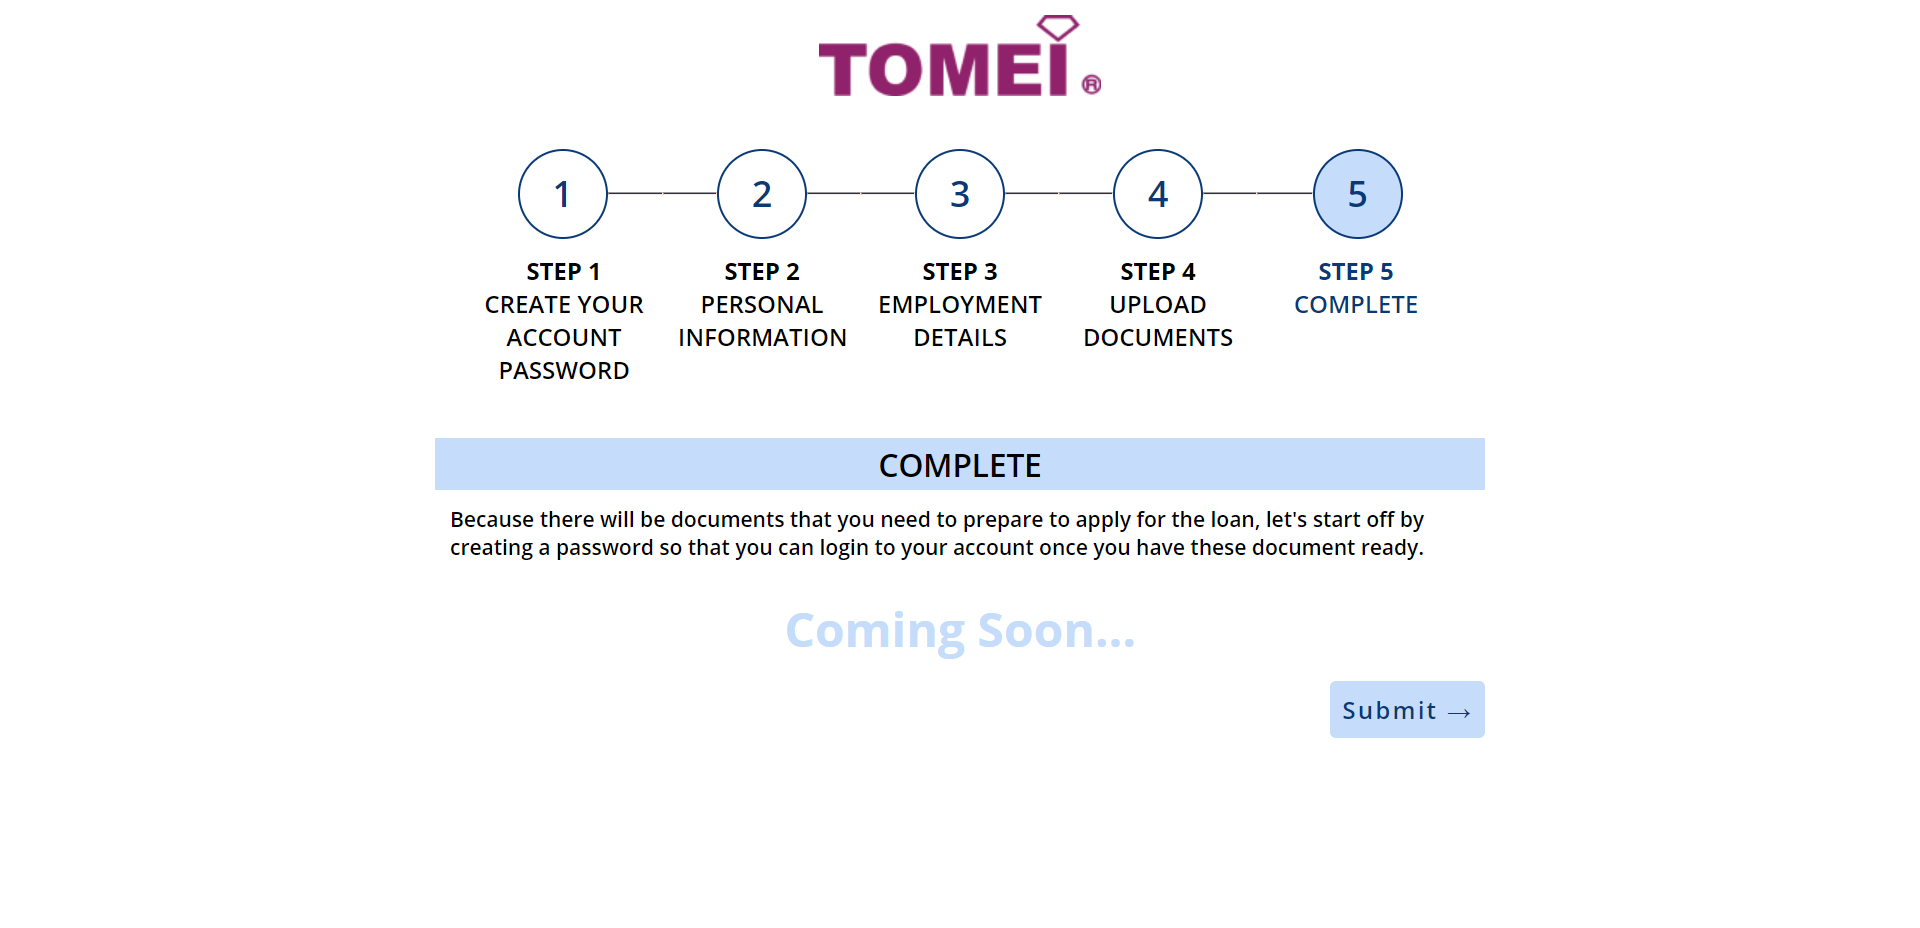 TOMEI ®
1 2 3 4 5
STEP 1
CREATE YOUR
ACCOUNT
PASSWORD
STEP 2
PERSONAL
INFORMATION
STEP 3
EMPLOYMENT
DETAILS
STEP 4
UPLOAD
DOCUMENTS
STEP 5
COMPLETE
COMPLETE
Because there will be documents that you need to prepare to apply for the loan, let's start off by
creating a password so that you can login to your account once you have these document ready.
Coming Soon...
Submit →